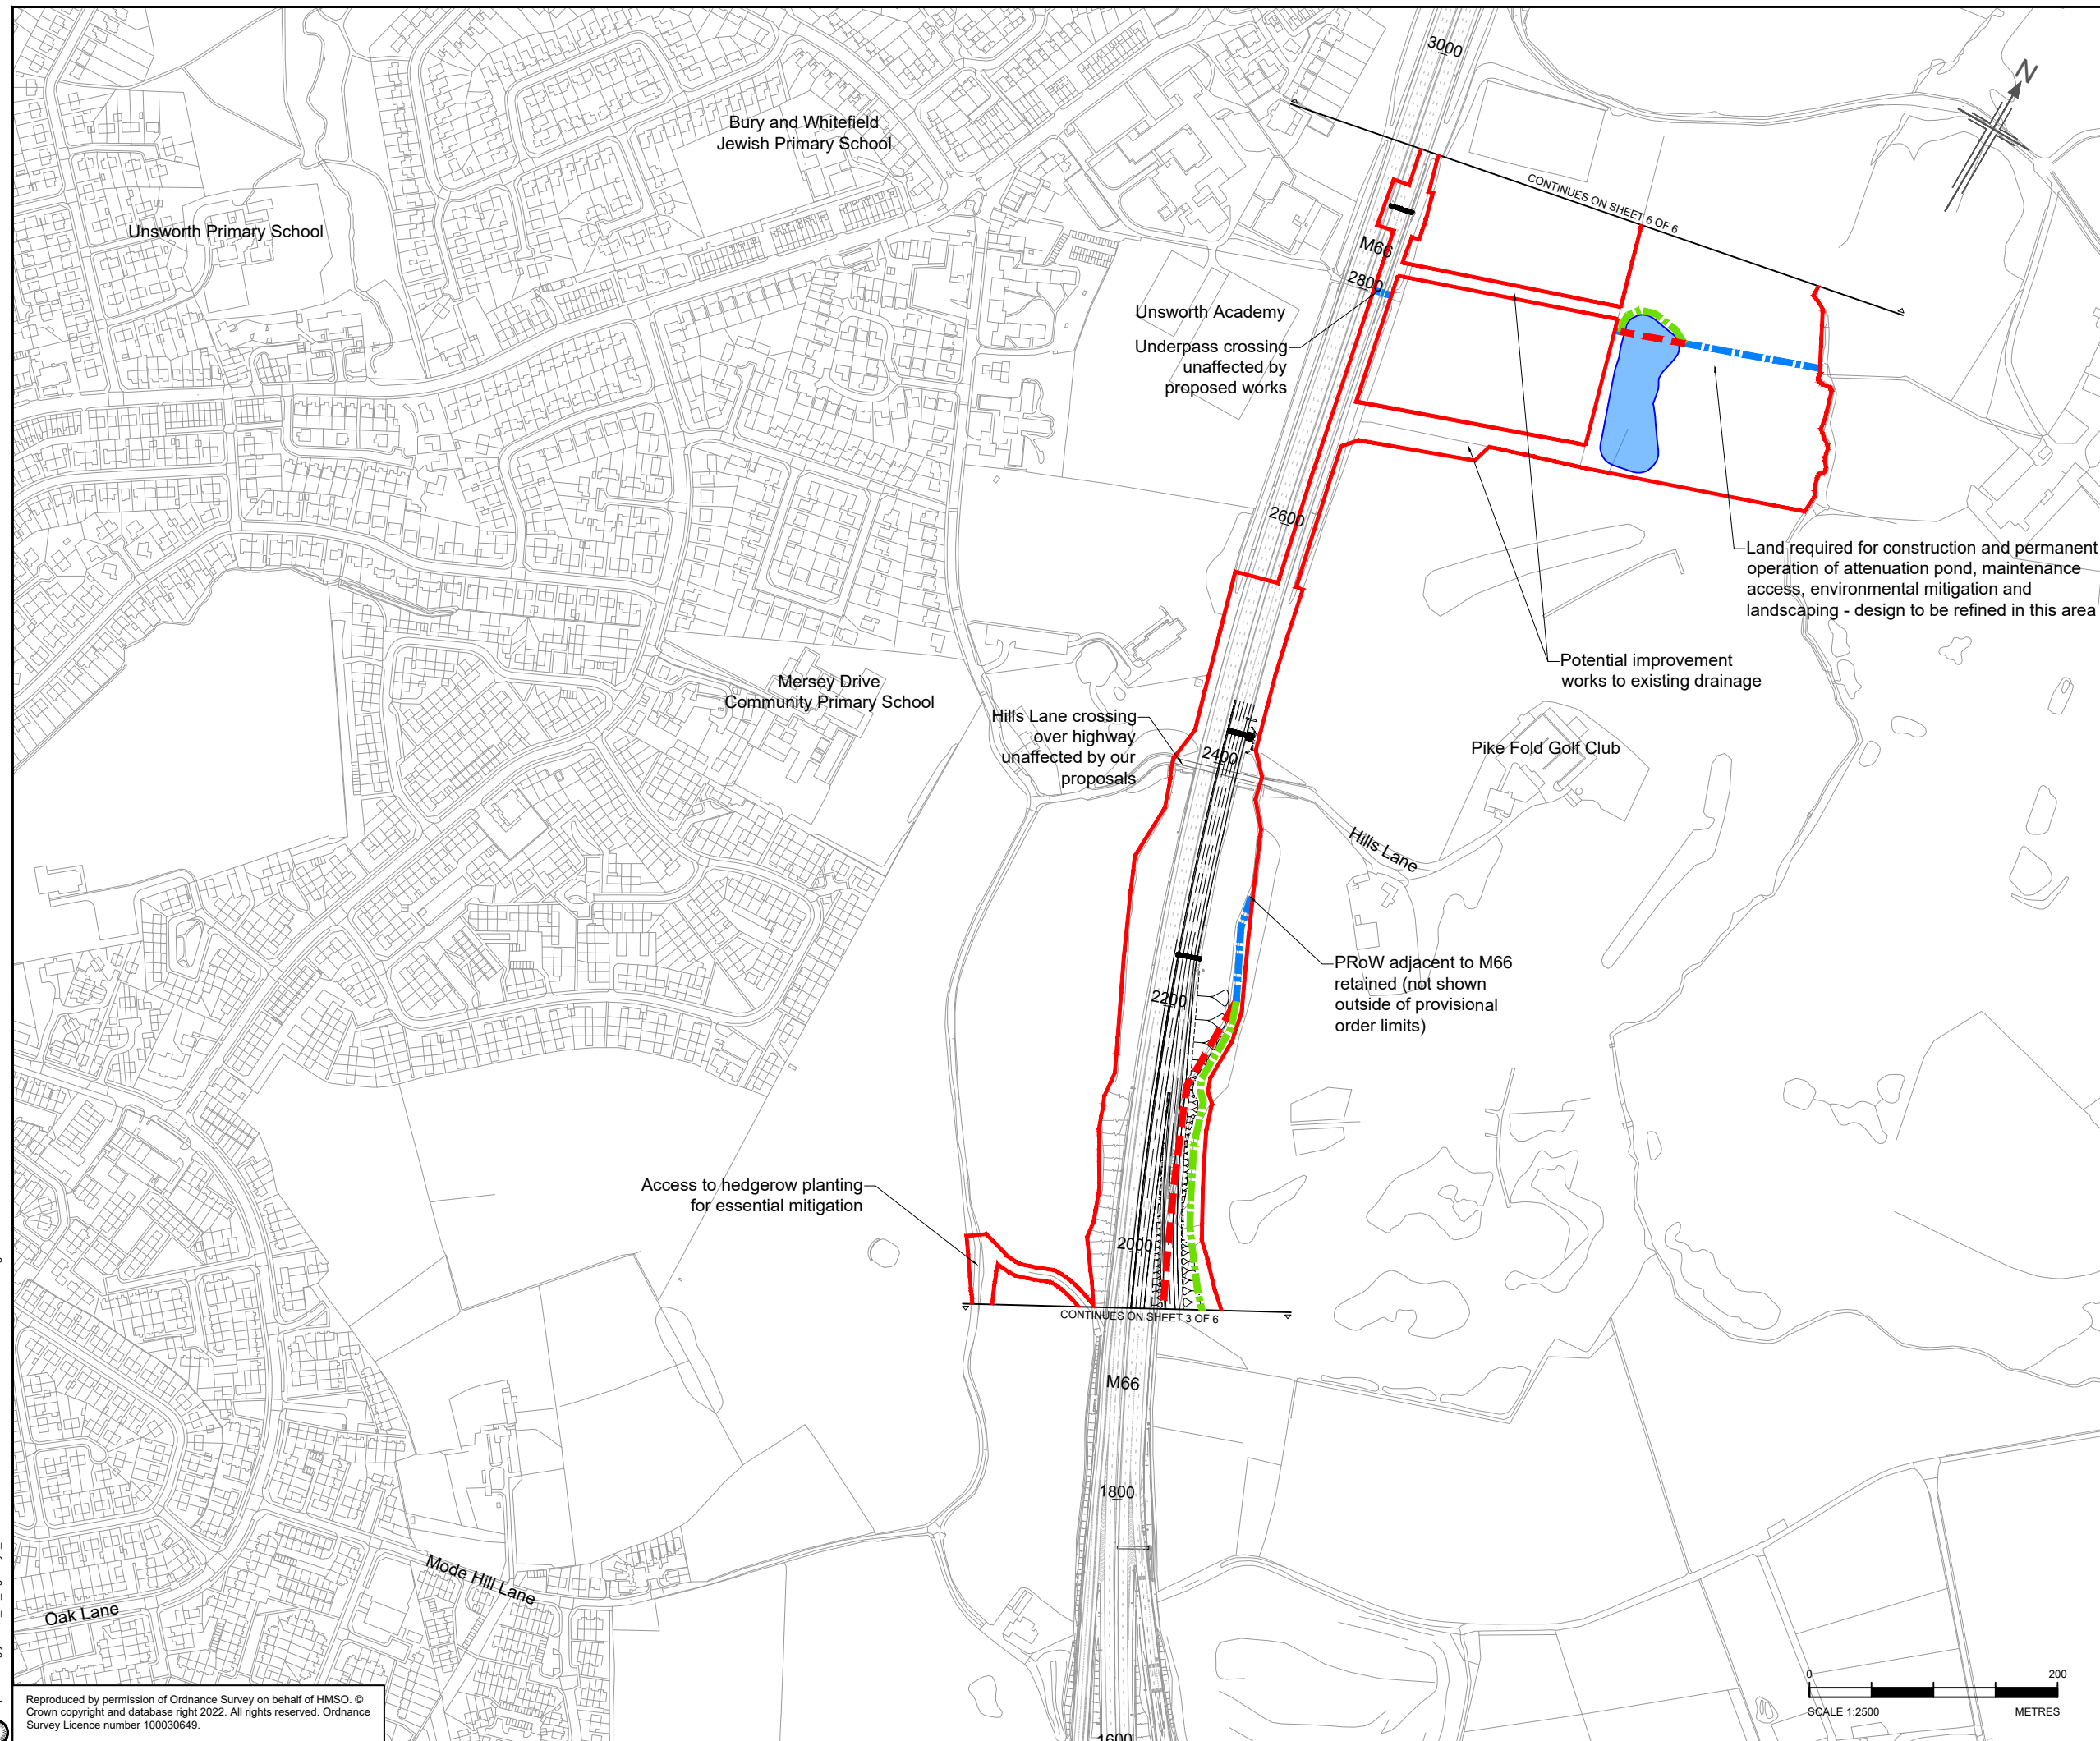 3000
N
Bury and Whitefield
Jewish Primary School
CONTINUES ON SHEET 6 OF 6
Unsworth Primary School
M66
2800
Unsworth Academy
Underpass crossing
unaffected by
proposed works
2600
Land required for construction and permanent
operation of attenuation pond, maintenance
access, environmental mitigation and
landscaping - design to be refined in this area
Potential improvement
works to existing drainage
Mersey Drive
Community Primary School
Hills Lane crossing
over highway
unaffected by our
proposals
2400
Pike Fold Golf Club
Hills Lane
PRoW adjacent to M66
retained (not shown
outside of provisional
order limits)
2200
Access to hedgerow planting
for essential mitigation
2000
CONTINUES ON SHEET 3 OF 6
M66
1800
Mode Hill Lane
Oak Lane
1600
0 200
SCALE 1:2500 METRES
Reproduced by permission of Ordnance Survey on behalf of HMSO. ©
Crown copyright and database right 2022. All rights reserved. Ordnance
Survey Licence number 100030649.